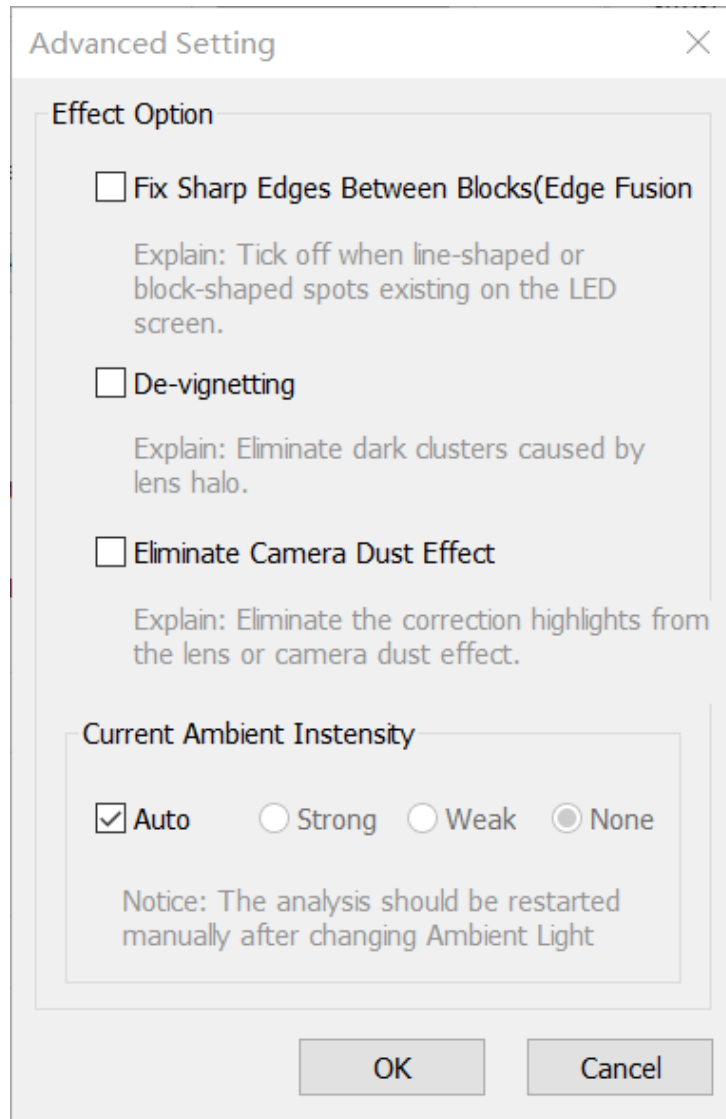 Advanced Setting
Effect Option
Fix Sharp Edges Between Blocks(Edge Fusion
Explain: Tick off when line-shaped or
block-shaped spots existing on the LED
screen.
De-vignetting
Explain: Eliminate dark clusters caused by
lens halo.
Eliminate Camera Dust Effect
Explain: Eliminate the correction highlights from
the lens or camera dust effect.
Current Ambient Instensity
Auto Strong Weak None
Notice: The analysis should be restarted
manually after changing Ambient Light
OK Cancel